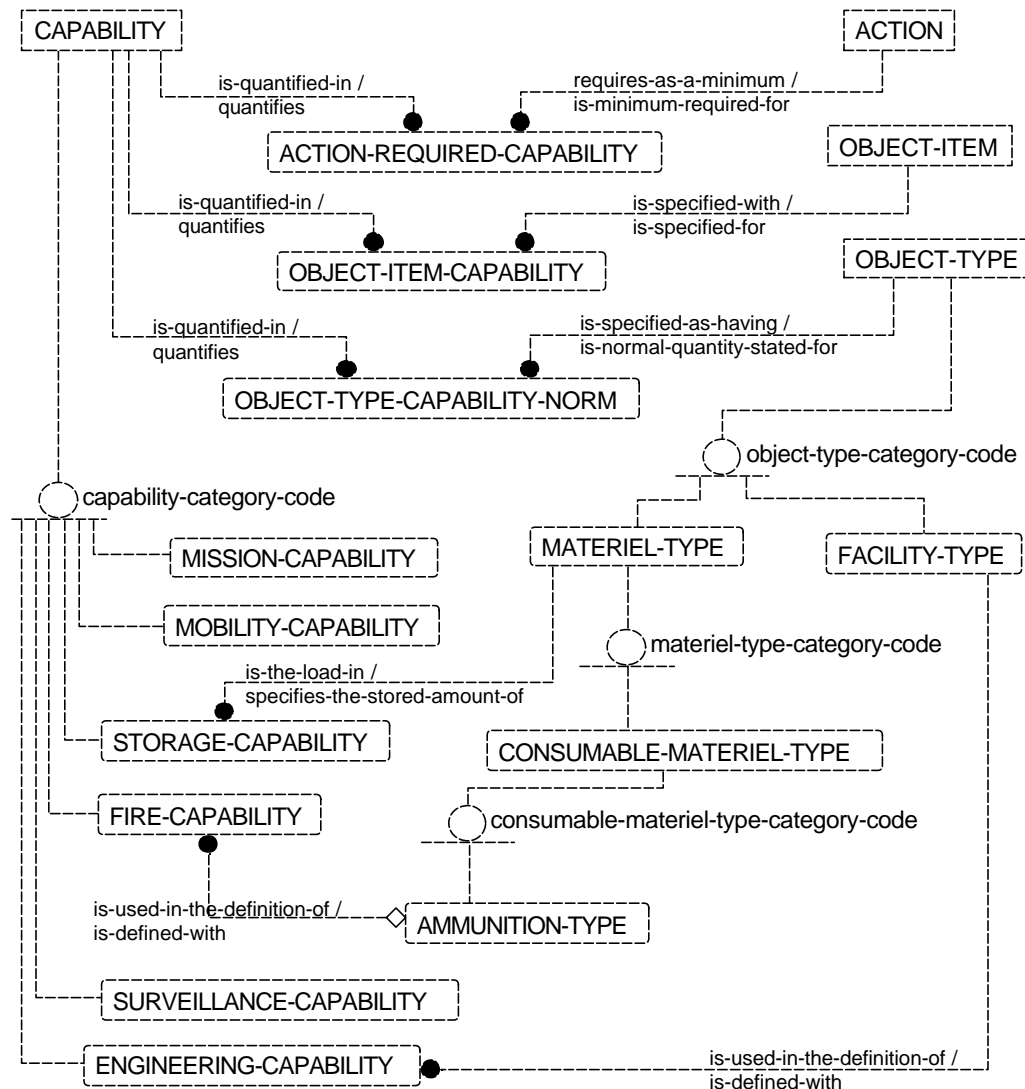 CAPABILITY
ACTION
is-quantified-in /
quantifies
requires-as-a-minimum /
is-minimum-required-for
ACTION-REQUIRED-CAPABILITY
OBJECT-ITEM
is-quantified-in /
quantifies
is-specified-with /
is-specified-for
OBJECT-ITEM-CAPABILITY
OBJECT-TYPE
is-quantified-in /
quantifies
is-specified-as-having /
is-normal-quantity-stated-for
OBJECT-TYPE-CAPABILITY-NORM
object-type-category-code
capability-category-code
MISSION-CAPABILITY
MATERIEL-TYPE
FACILITY-TYPE
MOBILITY-CAPABILITY
materiel-type-category-code
is-the-load-in /
specifies-the-stored-amount-of
STORAGE-CAPABILITY
CONSUMABLE-MATERIEL-TYPE
FIRE-CAPABILITY
consumable-materiel-type-category-code
is-used-in-the-definition-of /
is-defined-with
AMMUNITION-TYPE
SURVEILLANCE-CAPABILITY
ENGINEERING-CAPABILITY
is-used-in-the-definition-of /
is-defined-with